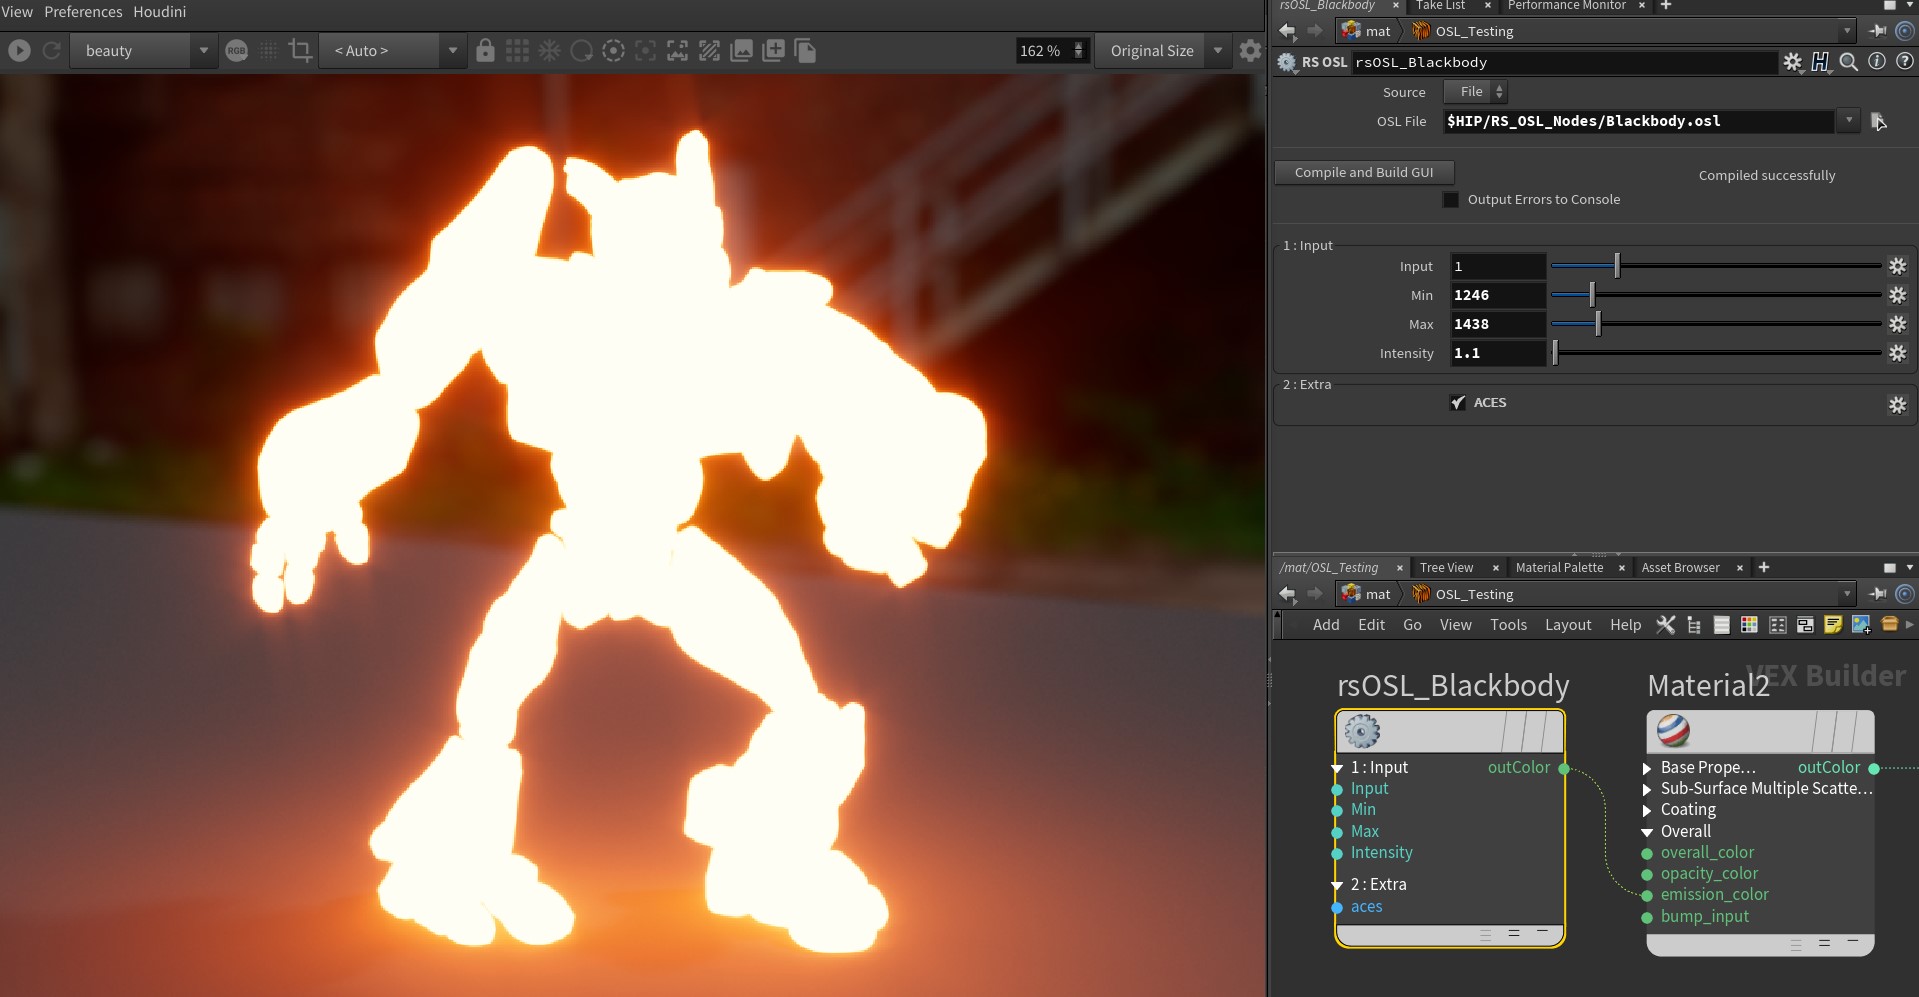 View Preferences Houdini
beauty
RGB
< Auto >
162 %
Original Size
rsOSL_Blackbody × Take List × Performance Monitor × +
mat OSL_Testing
RS OSL rsOSL_Blackbody
Source File
OSL File $HIP/RS_OSL_Nodes/Blackbody.osl
Compile and Build GUI Compiled successfully
Output Errors to Console
1 : Input
Input 1
Min 1246
Max 1438
Intensity 1.1
2 : Extra
ACES
/mat/OSL_Testing × Tree View × Material Palette × Asset Browser × +
mat OSL_Testing
Add Edit Go View Tools Layout Help
VEX Builder
rsOSL_Blackbody
1 : Input outColor
Input
Min
Max
Intensity
2 : Extra
aces
Material2
Base Prope... outColor
Sub-Surface Multiple Scatte...
Coating
Overall
overall_color
opacity_color
emission_color
bump_input